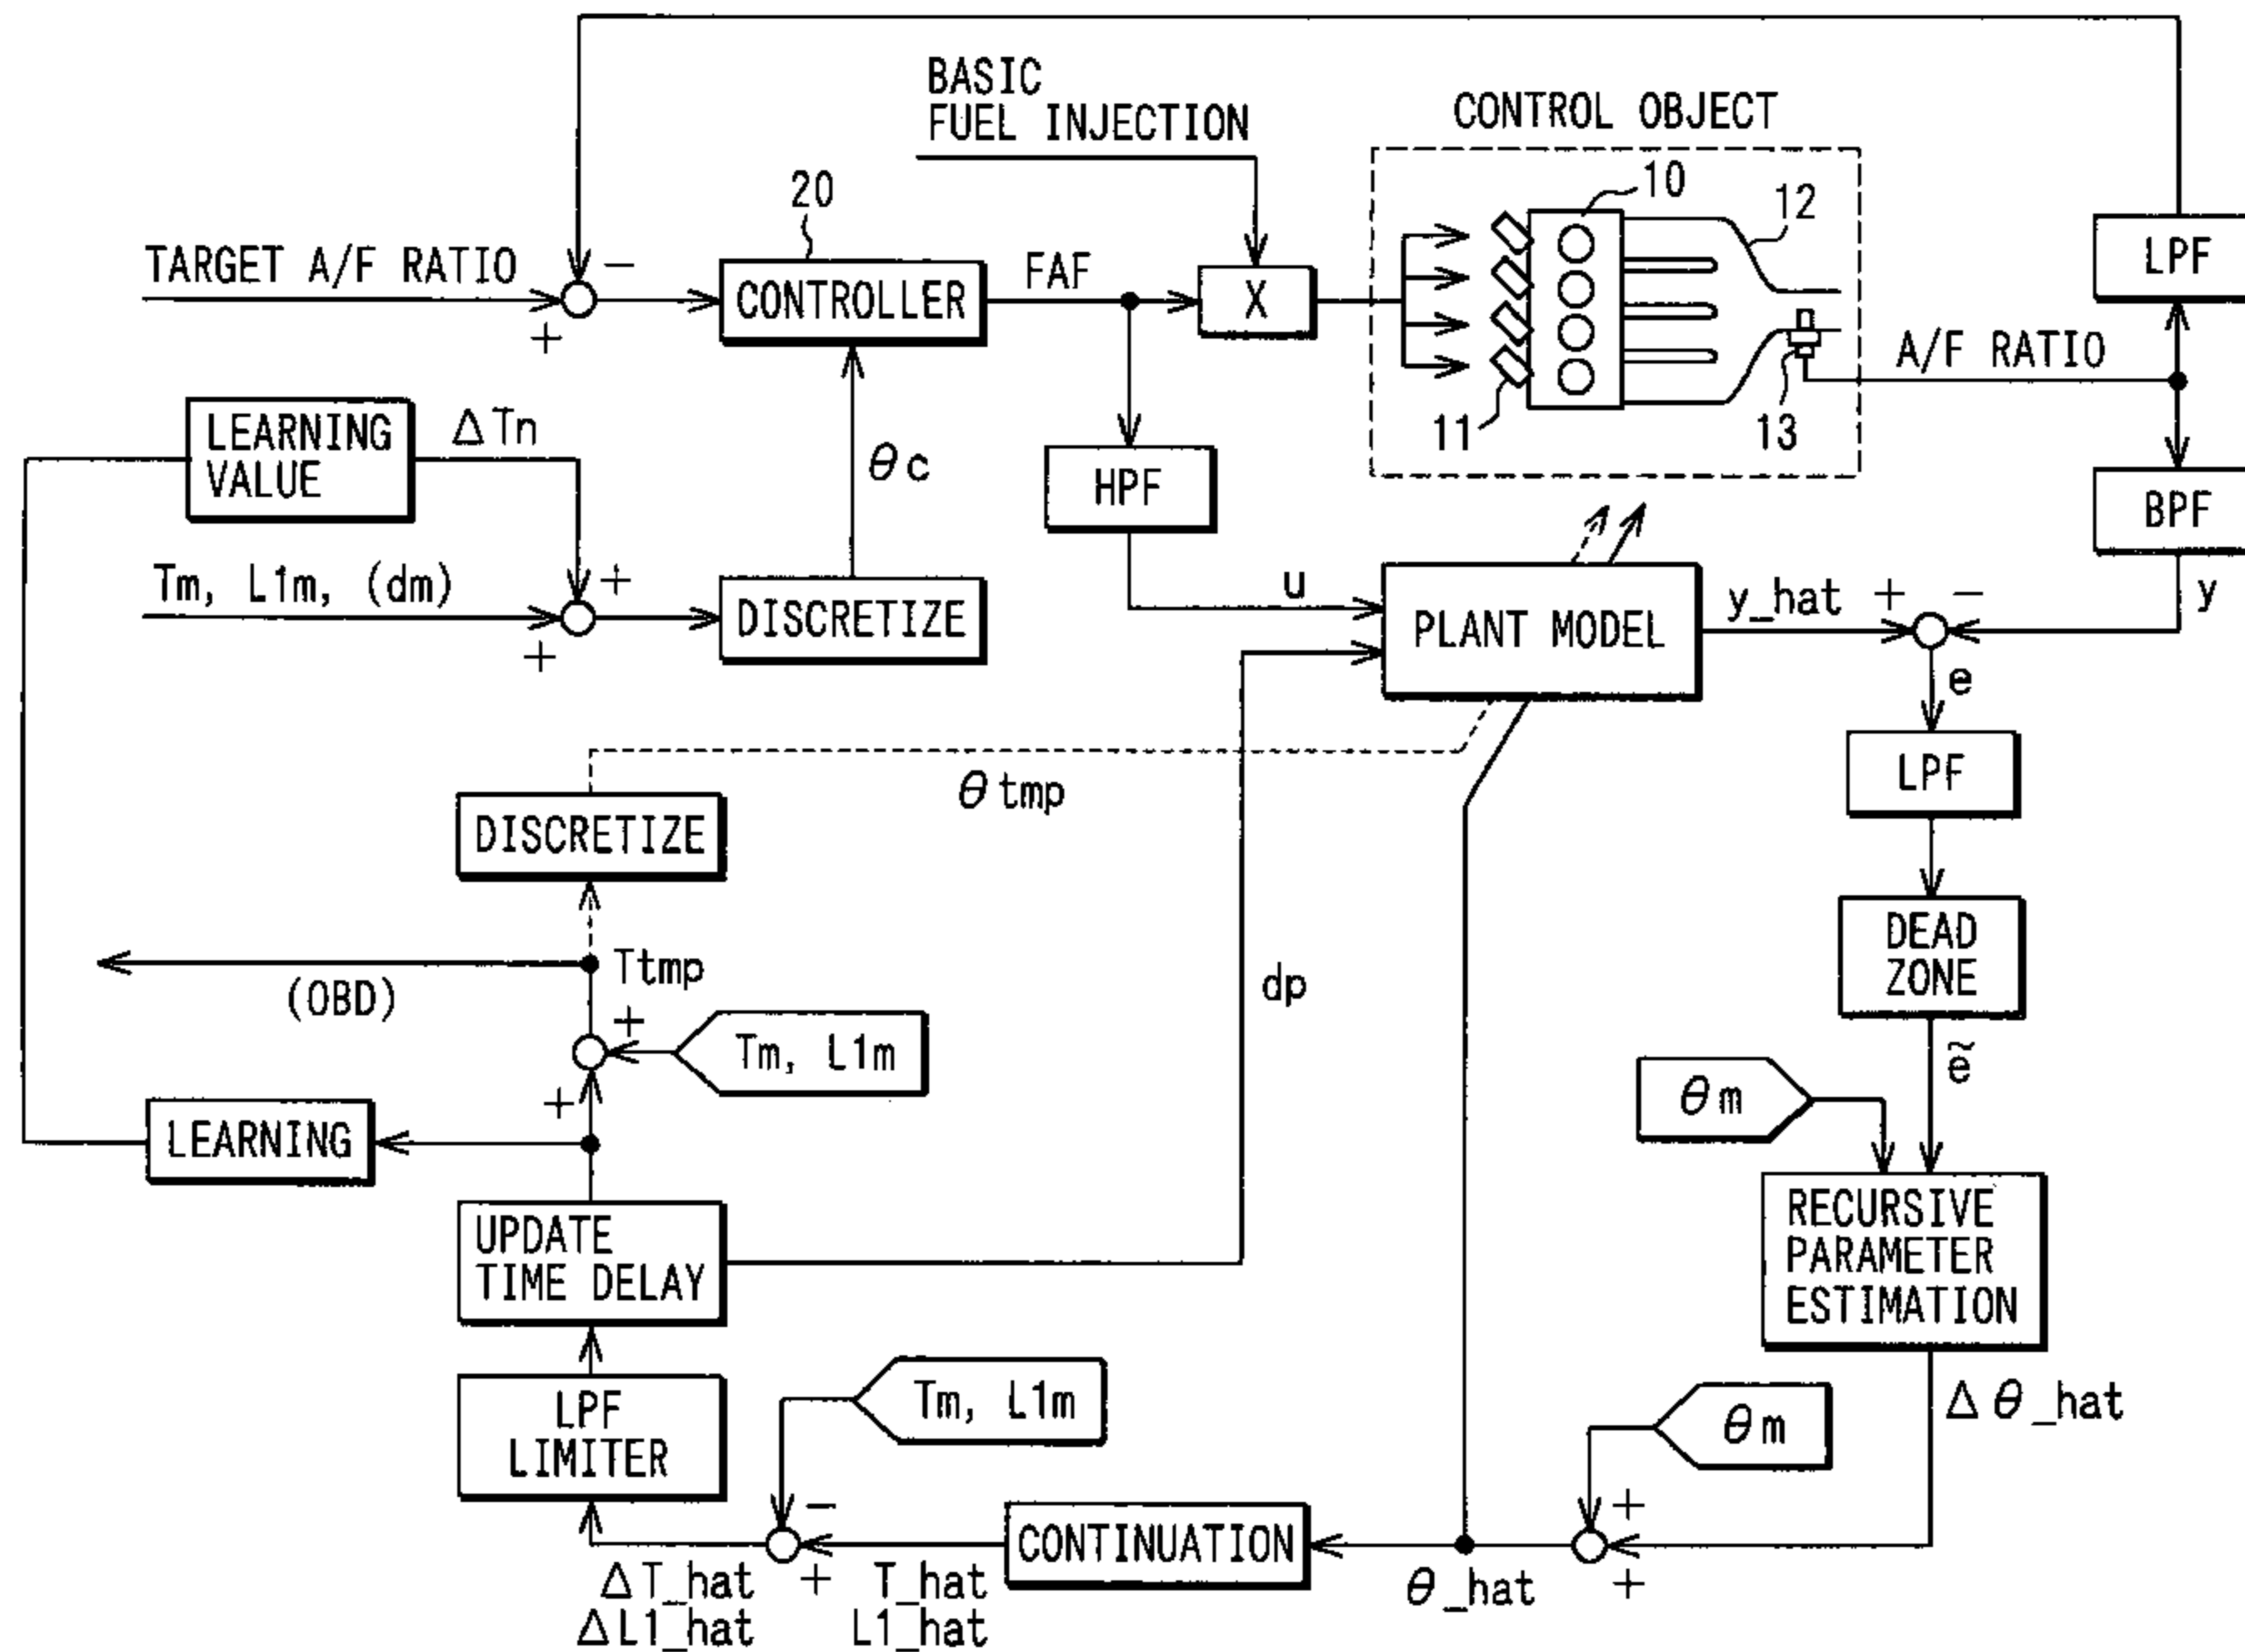 BASIC
FUEL INJECTION
CONTROL OBJECT
20
10
12
TARGET A/F RATIO
−
+
CONTROLLER
FAF
X
LPF
A/F RATIO
11
13
LEARNING
VALUE
ΔTn
θc
HPF
BPF
Tm, L1m, (dm)
+
+
DISCRETIZE
u
PLANT MODEL
y_hat
+
−
y
e
LPF
θtmp
DISCRETIZE
DEAD
ZONE
Ttmp
(OBD)
dp
+
Tm, L1m
ẽ
θm
+
LEARNING
RECURSIVE
PARAMETER
ESTIMATION
UPDATE
TIME DELAY
Tm, L1m
LPF
LIMITER
Δθ_hat
θm
−
+
CONTINUATION
+
+
θ_hat
ΔT_hat
ΔL1_hat
T_hat
L1_hat